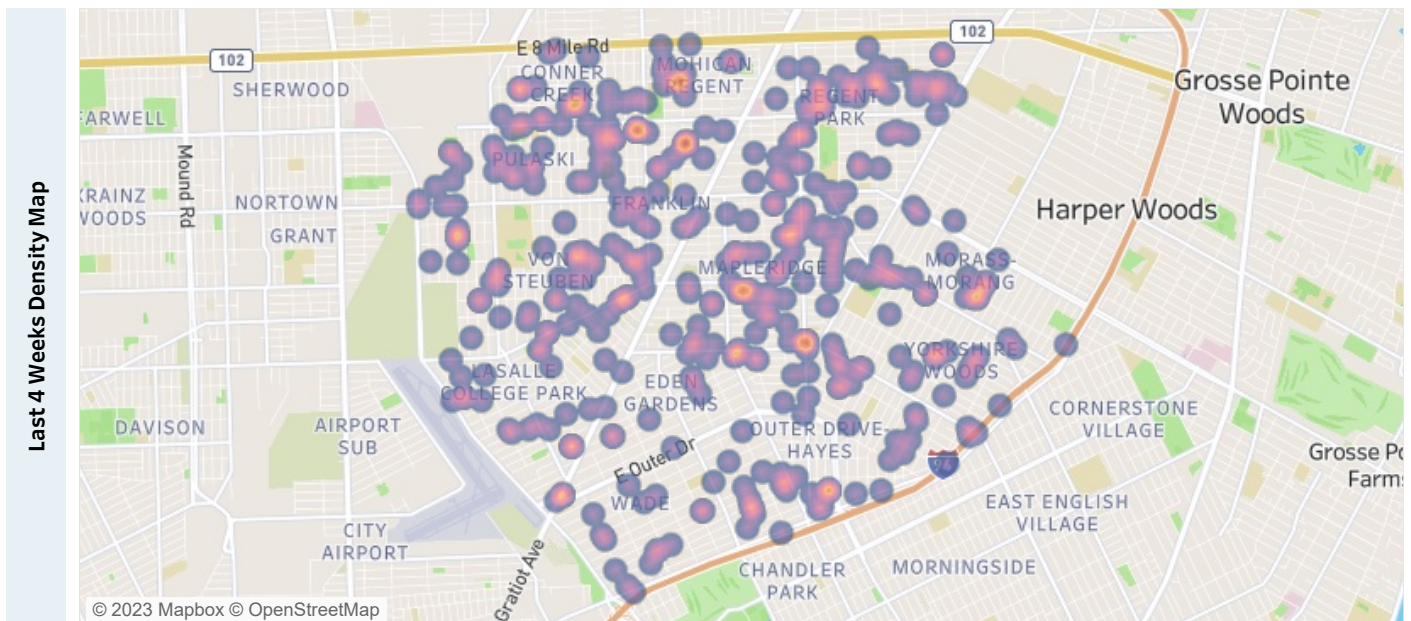 Last 4 Weeks Density Map
102
102
E 8 Mile Rd
CONNER
CREEK
MOHICAN
REGENT
SHERWOOD
FARWELL
REGENT
PARK
Grosse Pointe
Woods
Mound Rd
PULASKI
KRAINZ
WOODS
NORTOWN
FRANKLIN
Harper Woods
GRANT
VON
STEUBEN
MAPLERIDGE
MORASS-
MORANG
YORKSHIRE
WOODS
LASALLE
COLLEGE PARK
EDEN
GARDENS
DAVISON
AIRPORT
SUB
OUTER DRIVE-
HAYES
CORNERSTONE
VILLAGE
E Outer Dr
94
Grosse Po
Farms
WADE
EAST ENGLISH
VILLAGE
CITY
AIRPORT
Gratiot Ave
CHANDLER
PARK
MORNINGSIDE
© 2023 Mapbox © OpenStreetMap